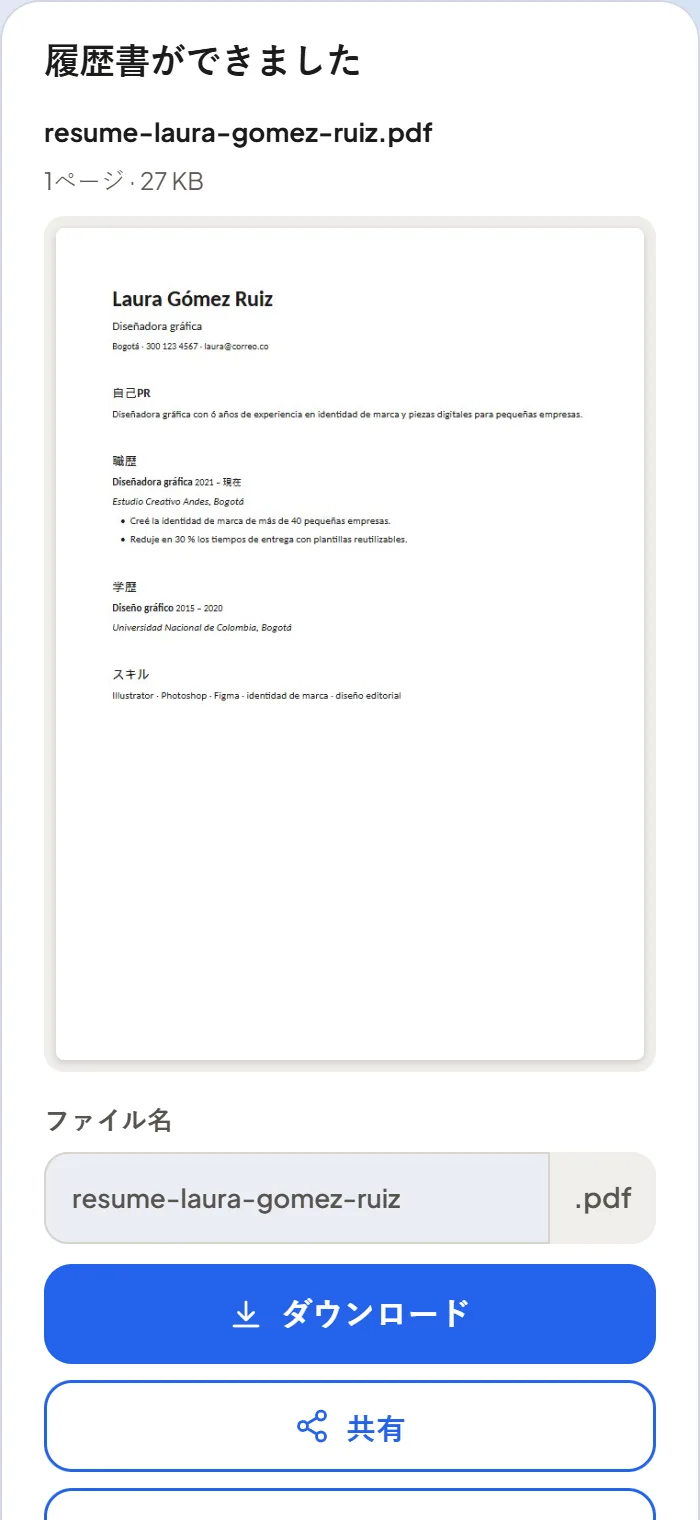 履歴書ができました
resume-laura-gomez-ruiz.pdf
1ページ · 27 KB
Laura Gómez Ruiz
Diseñadora gráfica
Bogotá · 300 123 4567 · laura@correo.co
自己PR
Diseñadora gráfica con 6 años de experiencia en identidad de marca y piezas digitales para pequeñas empresas.
職歴
Diseñadora gráfica 2021 – 現在
Estudio Creativo Andes, Bogotá
• Creé la identidad de marca de más de 40 pequeñas empresas.
• Reduje en 30 % los tiempos de entrega con plantillas reutilizables.
学歴
Diseño gráfico 2015 – 2020
Universidad Nacional de Colombia, Bogotá
スキル
Illustrator · Photoshop · Figma · identidad de marca · diseño editorial
ファイル名
resume-laura-gomez-ruiz .pdf
ダウンロード
共有